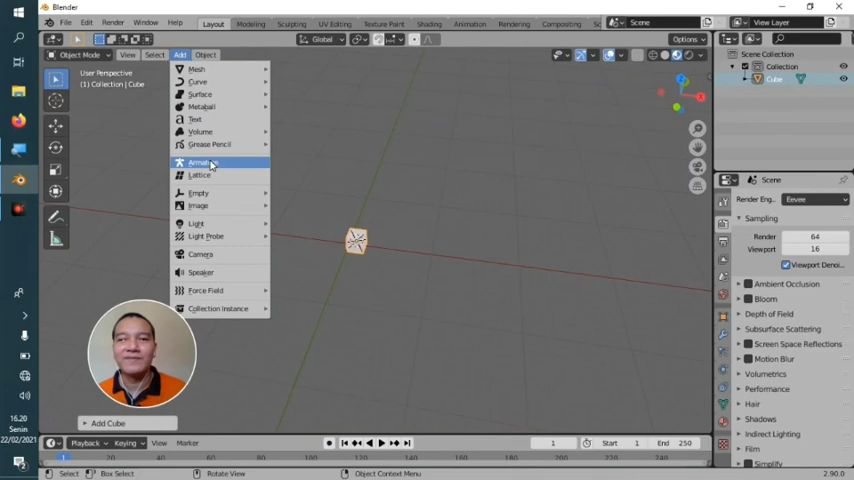 Blender
File Edit Render Window Help Layout Modeling Sculpting UV Editing Texture Paint Shading Animation Rendering Compositing Scene View Layer
Global Options
Object Mode View Select Add Object
User Perspective
(1) Collection | Cube
Mesh
Curve
Surface
Metaball
Text
Volume
Grease Pencil
Armature
Lattice
Empty
Image
Light
Light Probe
Camera
Speaker
Force Field
Collection Instance
Add Cube
X
Z
Scene Collection
Collection
Cube
Scene
Render Eng.. Eevee
Sampling
Render 64
Viewport 16
Viewport Denoi..
Ambient Occlusion
Bloom
Depth of Field
Subsurface Scattering
Screen Space Reflections
Motion Blur
Volumetrics
Performance
Hair
Shadows
Indirect Lighting
Film
Simplify
Playback Keying View Marker 1 Start 1 End 250
1 20 40 60 80 100 120 140 160 180 200 220 240
Select Box Select Rotate View Object Context Menu 2.90.0
16.20
Senin
22/02/2021
2